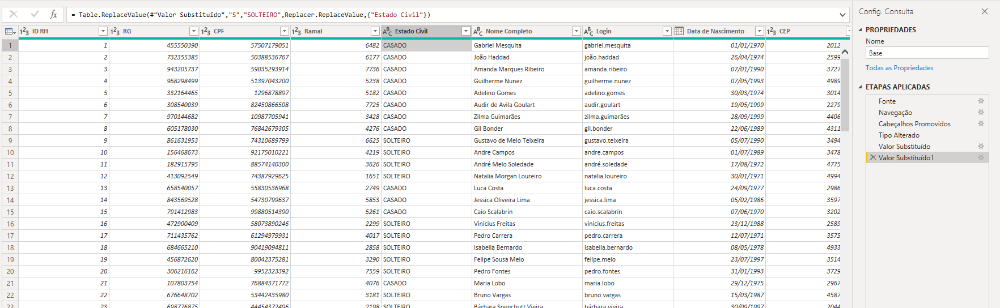 = Table.ReplaceValue(#"Valor Substituído","S","SOLTEIRO",Replacer.ReplaceValue,{"Estado Civil"})
ID RH RG CPF Ramal Estado Civil Nome Completo Login Data de Nascimento CEP
1 1 455550390 57507179051 6482 CASADO Gabriel Mesquita gabriel.mesquita 01/01/1970 2012
2 2 732355385 50388536767 6177 CASADO João Haddad joão.haddad 26/04/1974 2599
3 3 943205737 59035293914 7736 CASADO Amanda Marques Ribeiro amanda.ribeiro 07/01/1990 3727
4 4 968298499 51397043200 5238 CASADO Guilherme Nunez guilherme.nunez 07/05/1993 4989
5 5 332164465 1296878897 5182 CASADO Adelino Gomes adelino.gomes 30/03/1974 3014
6 6 308540039 82450866508 7725 CASADO Audir de Avila Goulart audir.goulart 19/05/1999 2279
7 7 970144682 10987705941 3428 CASADO Zilma Guimarães zilma.guimarães 28/09/1999 4406
8 8 605178030 76842679305 4276 CASADO Gil Bonder gil.bonder 22/06/1989 4311
9 9 861631953 74310689799 6625 SOLTEIRO Gustavo de Melo Teixeira gustavo.teixeira 05/07/1990 3494
10 10 156468673 92175010221 4219 SOLTEIRO Andre Campos andre.campos 01/07/1989 3478
11 11 182915795 88574140300 3626 SOLTEIRO André Melo Soledade andré.soledade 17/08/1972 4775
12 12 413092549 74387929625 1651 SOLTEIRO Natalia Morgan Loureiro natalia.loureiro 30/01/1971 4994
13 13 658540057 55830536968 2749 CASADO Luca Costa luca.costa 24/09/1977 2986
14 14 843569528 54730799637 5853 CASADO Jessica Oliveira Lima jessica.lima 05/02/1986 3597
15 15 791412983 99880514390 5261 CASADO Caio Scalabrin caio.scalabrin 07/06/1970 3202
16 16 472900409 58073890246 2299 SOLTEIRO Vinicius Freitas vinicius.freitas 23/12/1988 2589
17 17 711435762 61294979931 4017 SOLTEIRO Pedro Carrera pedro.carrera 12/07/1971 3575
18 18 684665210 90419094811 2858 SOLTEIRO Isabella Bernardo isabella.bernardo 08/05/1978 4933
19 19 456872620 80042375281 3290 SOLTEIRO Felipe Sousa Melo felipe.melo 23/07/1997 3514
20 20 306216162 9952323392 7559 SOLTEIRO Pedro Fontes pedro.fontes 31/01/1993 3729
21 21 107803754 76884371772 4076 CASADO Maria Lobo maria.lobo 29/12/1975 2967
22 22 676648702 53442435980 3181 SOLTEIRO Bruno Vargas bruno.vargas 15/03/1987 4587
23 23 698776875 44454372496 2198 SOLTEIRO Bárbara Spenchutt Vieira bárbara.vieira 30/09/1997 2044
Config. Consulta
PROPRIEDADES
Nome
Base
Todas as Propriedades
ETAPAS APLICADAS
Fonte
Navegação
Cabeçalhos Promovidos
Tipo Alterado
Valor Substituído
Valor Substituído1